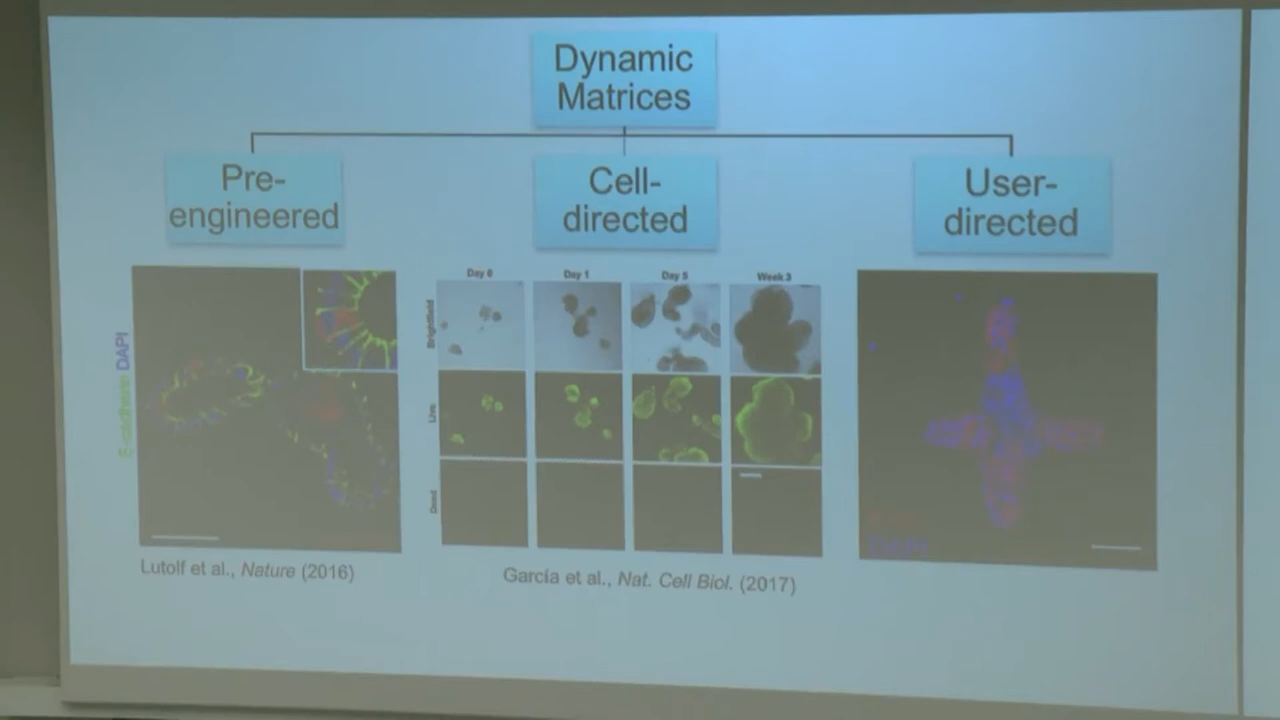 Dynamic
Matrices
Pre-
engineered
Cell-
directed
User-
directed
Day 0
Day 1
Day 5
Week 3
Brightfield
Live
Dead
E-cadherin DAPI
DAPI
Lutolf et al., Nature (2016)
García et al., Nat. Cell Biol. (2017)